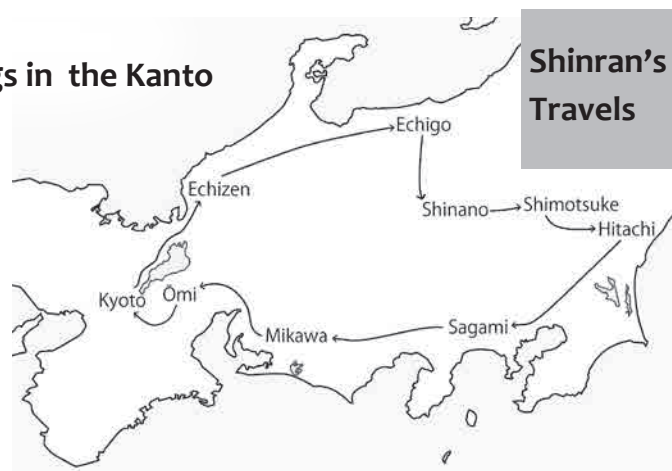 gs in the Kanto
Shinran's
Travels
Echigo
Echizen
Shinano
Shimotsuke
Hitachi
Kyoto
Ōmi
Mikawa
Sagami